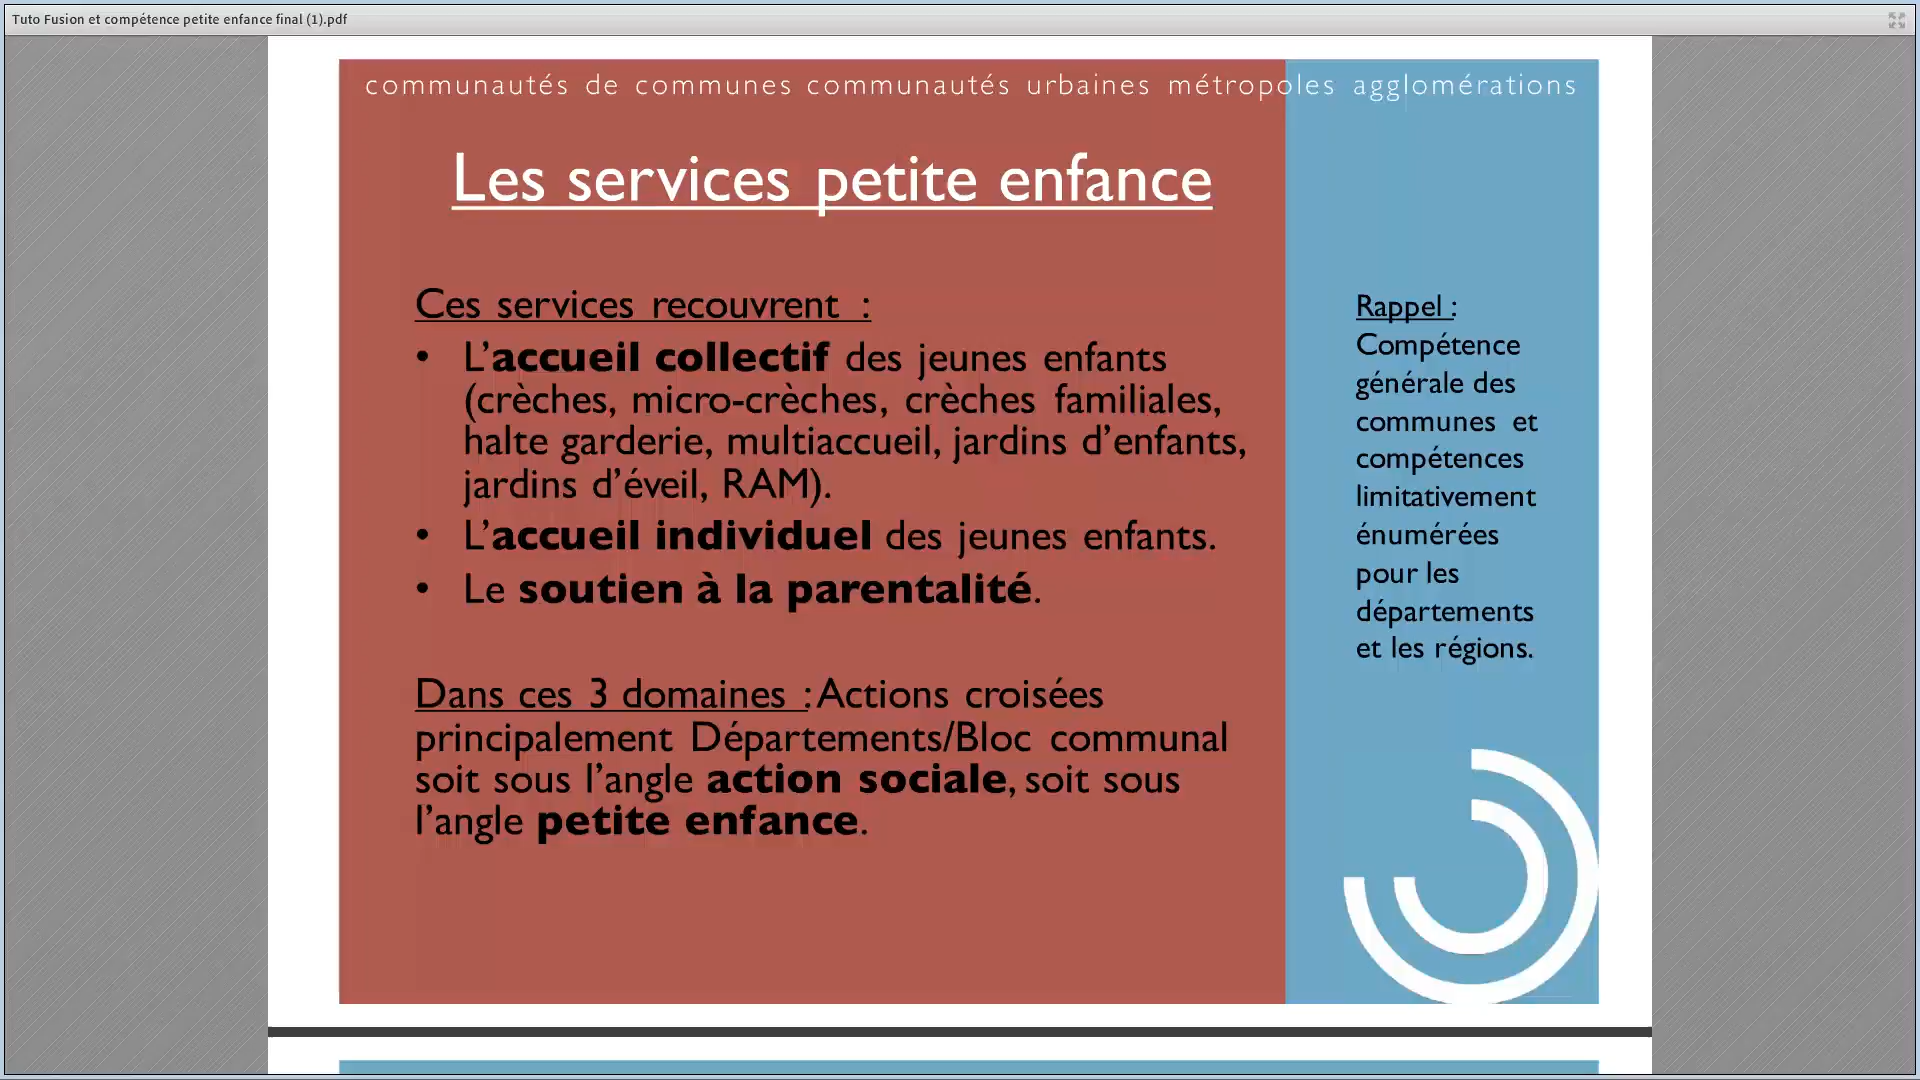 Tuto Fusion et compétence petite enfance final (1).pdf
communautés de communes communautés urbaines métropoles agglomérations
Les services petite enfance
Ces services recouvrent :
• L’accueil collectif des jeunes enfants
(crèches, micro-crèches, crèches familiales,
halte garderie, multiaccueil, jardins d’enfants,
jardins d’éveil, RAM).
• L’accueil individuel des jeunes enfants.
• Le soutien à la parentalité.
Dans ces 3 domaines : Actions croisées
principalement Départements/Bloc communal
soit sous l’angle action sociale, soit sous
l’angle petite enfance.
Rappel :
Compétence
générale des
communes et
compétences
limitativement
énumérées
pour les
départements
et les régions.